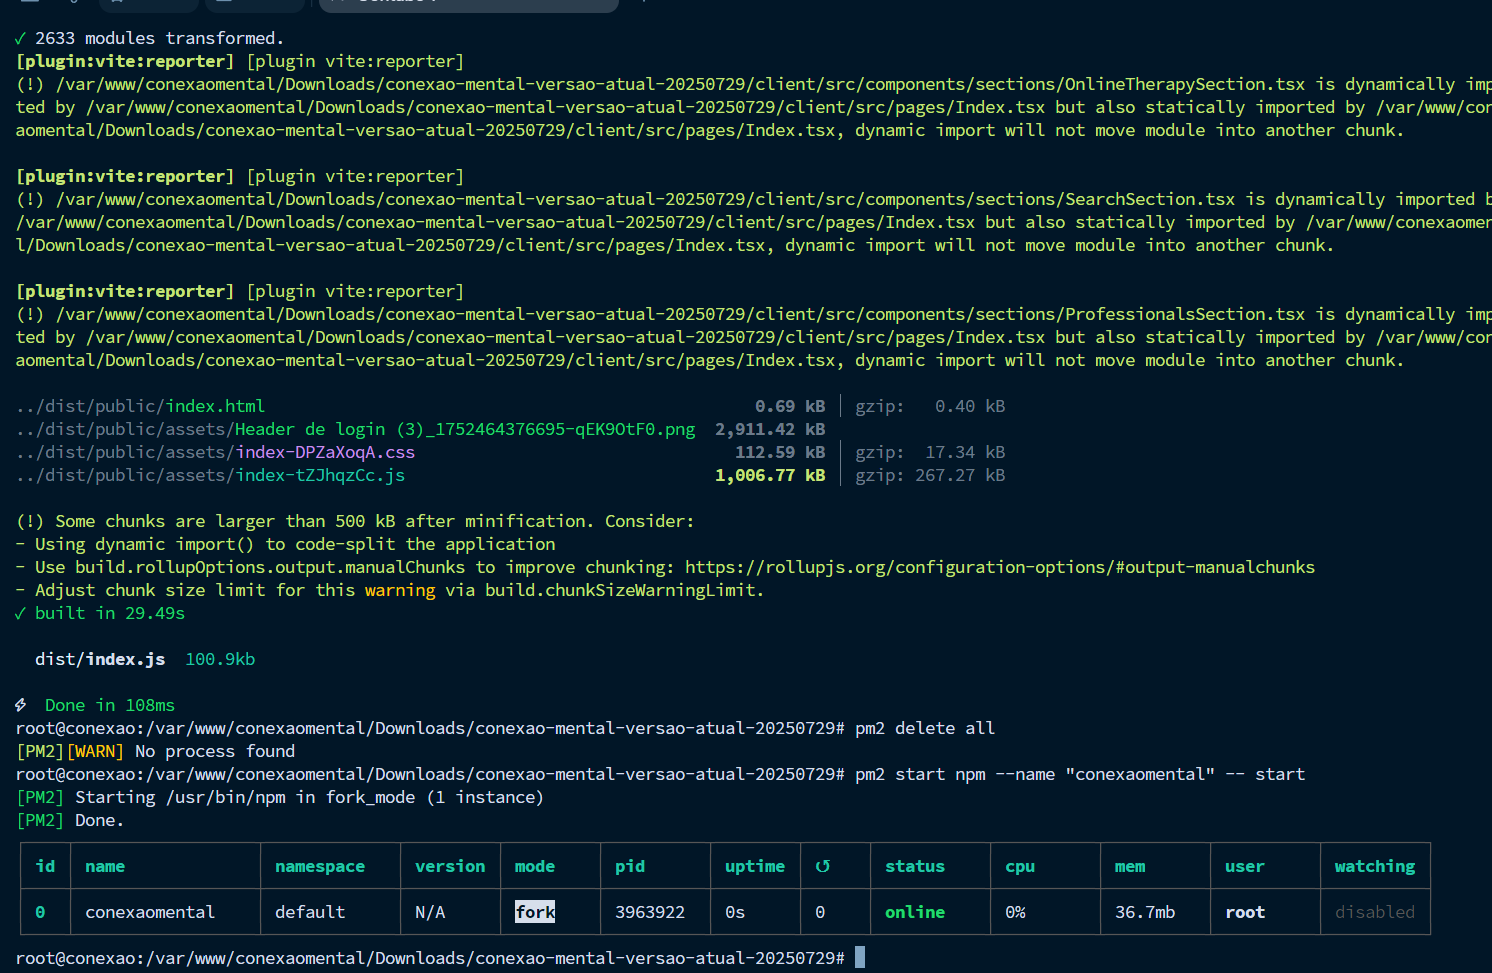 ✓ 2633 modules transformed.
[plugin:vite:reporter] [plugin vite:reporter]
(!) /var/www/conexaomental/Downloads/conexao-mental-versao-atual-20250729/client/src/components/sections/OnlineTherapySection.tsx is dynamically imp
ted by /var/www/conexaomental/Downloads/conexao-mental-versao-atual-20250729/client/src/pages/Index.tsx but also statically imported by /var/www/con
aomental/Downloads/conexao-mental-versao-atual-20250729/client/src/pages/Index.tsx, dynamic import will not move module into another chunk.
[plugin:vite:reporter] [plugin vite:reporter]
(!) /var/www/conexaomental/Downloads/conexao-mental-versao-atual-20250729/client/src/components/sections/SearchSection.tsx is dynamically imported b
/var/www/conexaomental/Downloads/conexao-mental-versao-atual-20250729/client/src/pages/Index.tsx but also statically imported by /var/www/conexaomen
l/Downloads/conexao-mental-versao-atual-20250729/client/src/pages/Index.tsx, dynamic import will not move module into another chunk.
[plugin:vite:reporter] [plugin vite:reporter]
(!) /var/www/conexaomental/Downloads/conexao-mental-versao-atual-20250729/client/src/components/sections/ProfessionalsSection.tsx is dynamically imp
ted by /var/www/conexaomental/Downloads/conexao-mental-versao-atual-20250729/client/src/pages/Index.tsx but also statically imported by /var/www/con
aomental/Downloads/conexao-mental-versao-atual-20250729/client/src/pages/Index.tsx, dynamic import will not move module into another chunk.
../dist/public/index.html 0.69 kB │ gzip: 0.40 kB
../dist/public/assets/Header de login (3)_1752464376695-qEK9OtF0.png 2,911.42 kB
../dist/public/assets/index-DPZaXoqA.css 112.59 kB │ gzip: 17.34 kB
../dist/public/assets/index-tZJhqzCc.js 1,006.77 kB │ gzip: 267.27 kB
(!) Some chunks are larger than 500 kB after minification. Consider:
- Using dynamic import() to code-split the application
- Use build.rollupOptions.output.manualChunks to improve chunking: https://rollupjs.org/configuration-options/#output-manualchunks
- Adjust chunk size limit for this warning via build.chunkSizeWarningLimit.
✓ built in 29.49s
dist/index.js 100.9kb
⚡ Done in 108ms
root@conexao:/var/www/conexaomental/Downloads/conexao-mental-versao-atual-20250729# pm2 delete all
[PM2][WARN] No process found
root@conexao:/var/www/conexaomental/Downloads/conexao-mental-versao-atual-20250729# pm2 start npm --name "conexaomental" -- start
[PM2] Starting /usr/bin/npm in fork_mode (1 instance)
[PM2] Done.
id name namespace version mode pid uptime ↺ status cpu mem user watching
0 conexaomental default N/A fork 3963922 0s 0 online 0% 36.7mb root disabled
root@conexao:/var/www/conexaomental/Downloads/conexao-mental-versao-atual-20250729#